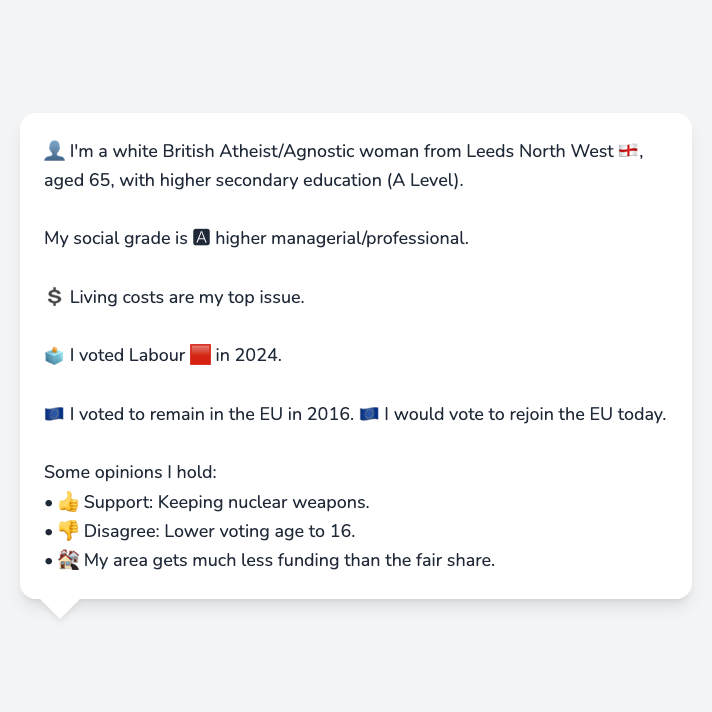 👤 I'm a white British Atheist/Agnostic woman from Leeds North West 🏴󠁧󠁢󠁥󠁮󠁧󠁿,
aged 65, with higher secondary education (A Level).
My social grade is 🅰 higher managerial/professional.
💲 Living costs are my top issue.
🗳️ I voted Labour 🟥 in 2024.
🇪🇺 I voted to remain in the EU in 2016. 🇪🇺 I would vote to rejoin the EU today.
Some opinions I hold:
• 👍 Support: Keeping nuclear weapons.
• 👎 Disagree: Lower voting age to 16.
• 🏘️ My area gets much less funding than the fair share.